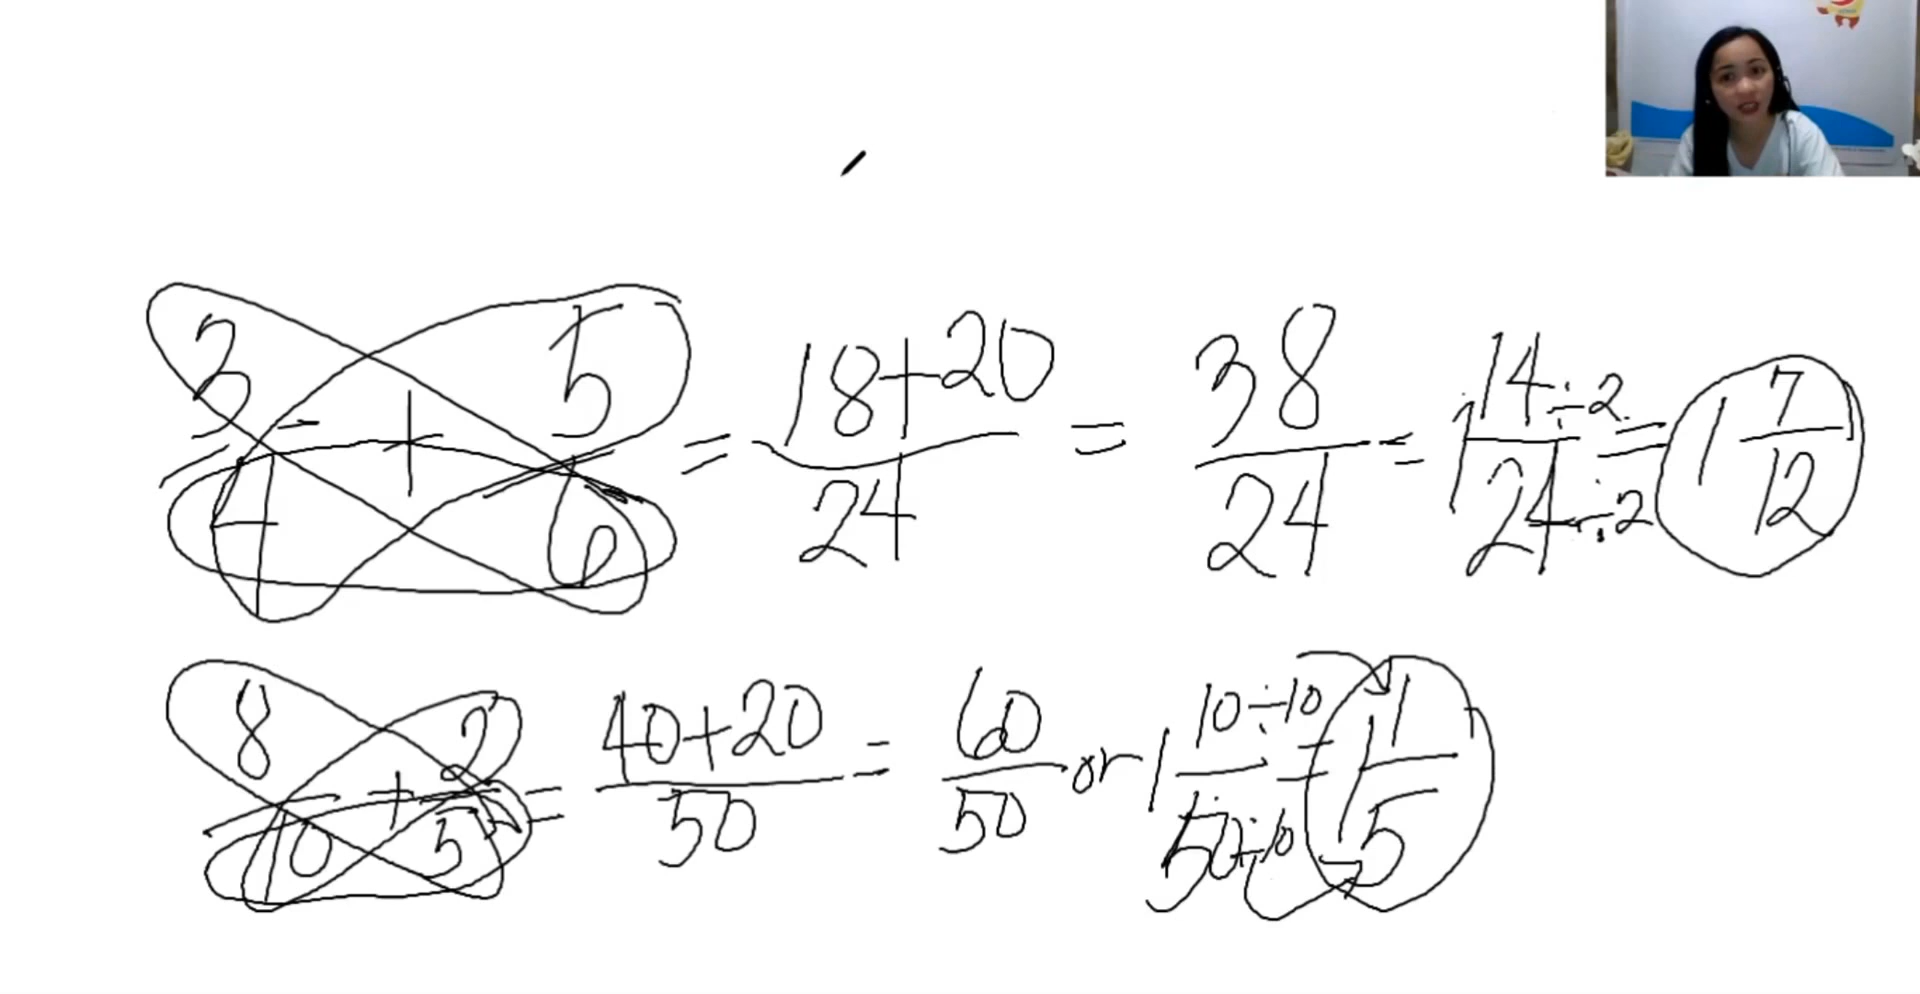 3/4 + 5/6 = 18+20/24 = 38/24 = 1 14÷2/24÷2 = 1 7/12
8/10 + 2/5 = 40+20/50 = 60/50 or 1 10÷10/50÷10 = 1 1/5